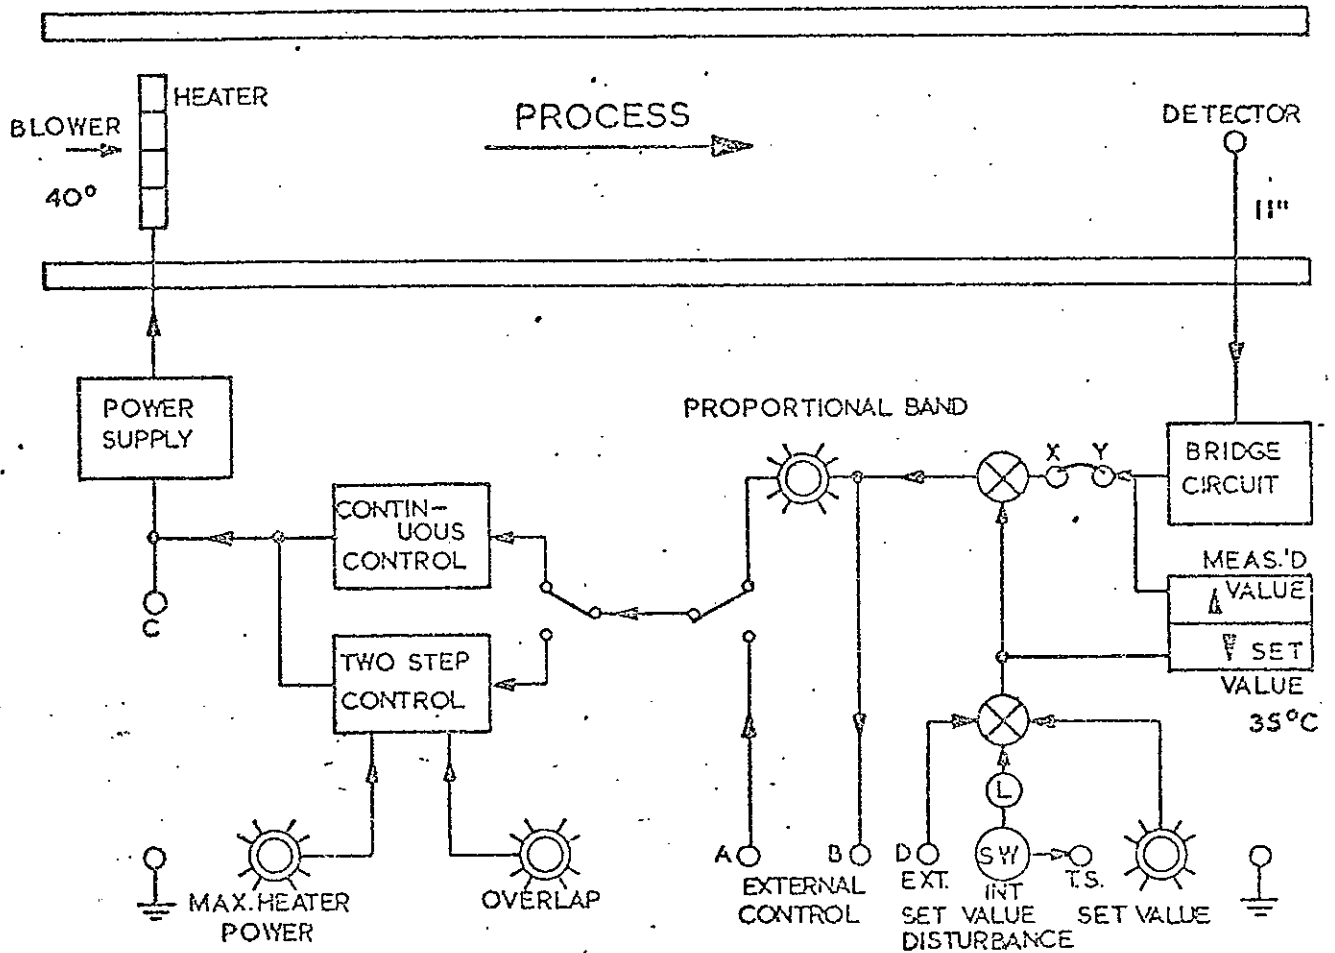 HEATER
BLOWER
40°
PROCESS
DETECTOR
11"
POWER
SUPPLY
PROPORTIONAL BAND
X Y
BRIDGE
CIRCUIT
CONTIN-
UOUS
CONTROL
MEAS.'D
VALUE
SET
VALUE
35°C
C
TWO STEP
CONTROL
L
MAX. HEATER
POWER
OVERLAP
A
B
EXTERNAL
CONTROL
D
EXT.
SW
INT
T.S.
SET VALUE
DISTURBANCE
SET VALUE